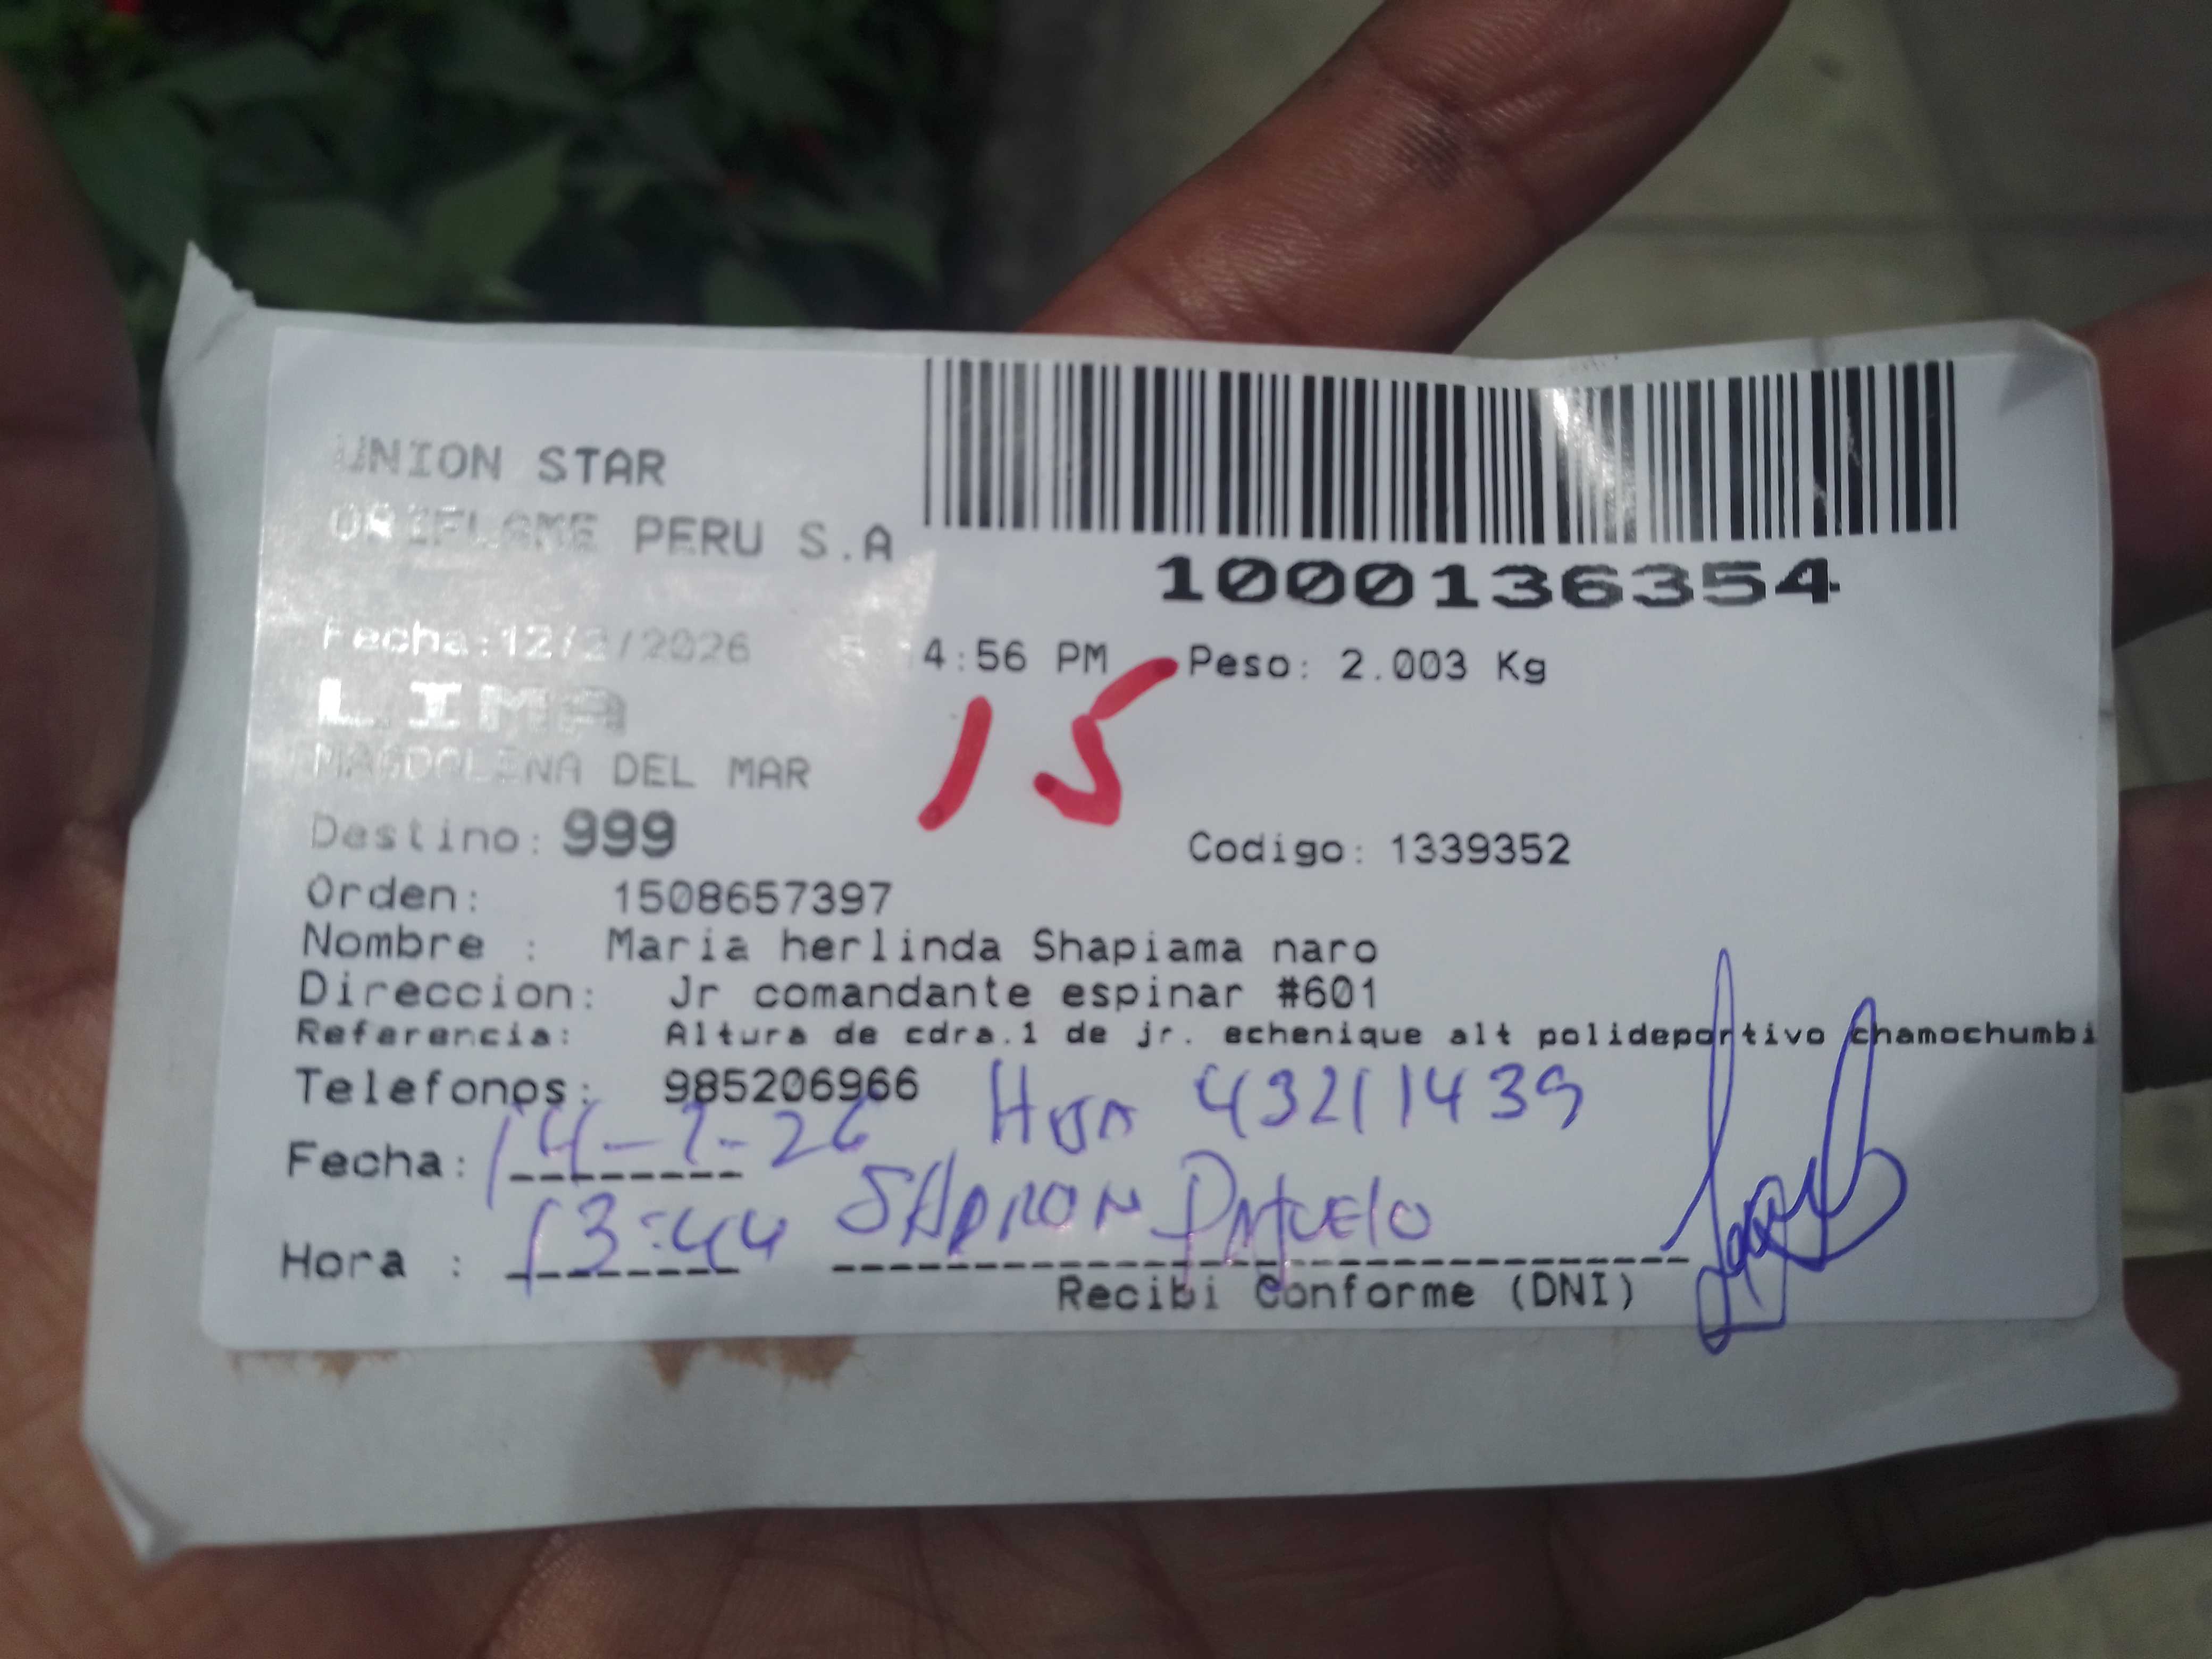 UNION STAR
ORIFLAME PERU S.A
1000136354
Fecha:12/2/2026 4:56 PM Peso: 2.003 Kg
LIMA
15
MAGDALENA DEL MAR
Destino: 999
Codigo: 1339352
Orden: 1508657397
Nombre : Maria herlinda Shapiama naro
Direccion: Jr comandante espinar #601
Referencia: Altura de cdra.1 de jr. echenique alt polideportivo chamochumbi
Telefonos: 985206966 43211439
Fecha: 14-2-26
Hora : 13:44
Recibi Conforme (DNI)